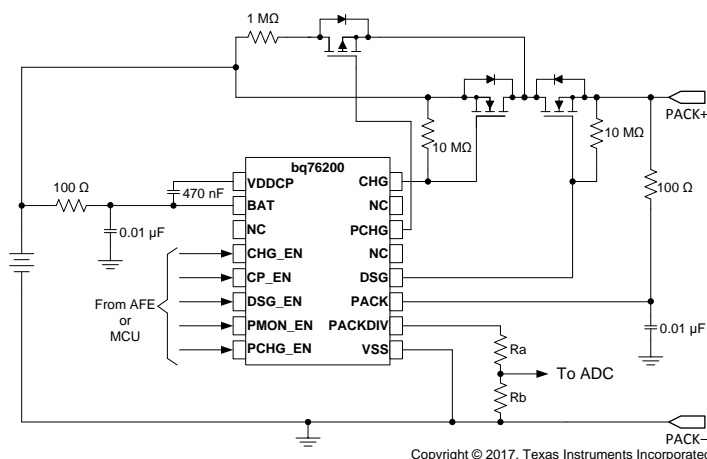 1 MΩ
PACK+
10 MΩ
10 MΩ
bq76200
100 Ω
470 nF
VDDCP
CHG
100 Ω
BAT
NC
0.01 µF
NC
PCHG
CHG_EN
NC
CP_EN
DSG
From AFE
or
MCU
DSG_EN
PACK
PMON_EN
PACKDIV
0.01 µF
PCHG_EN
VSS
Ra
To ADC
Rb
PACK–
Copyright © 2017, Texas Instruments Incorporated